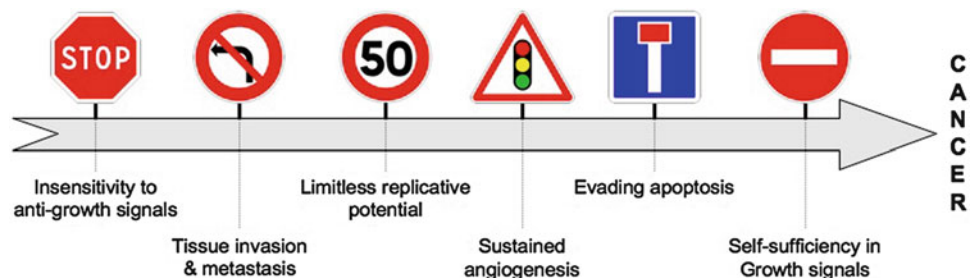 STOP
50
Insensitivity to
anti-growth signals
Tissue invasion
& metastasis
Limitless replicative
potential
Sustained
angiogenesis
Evading apoptosis
Self-sufficiency in
Growth signals
CANCER